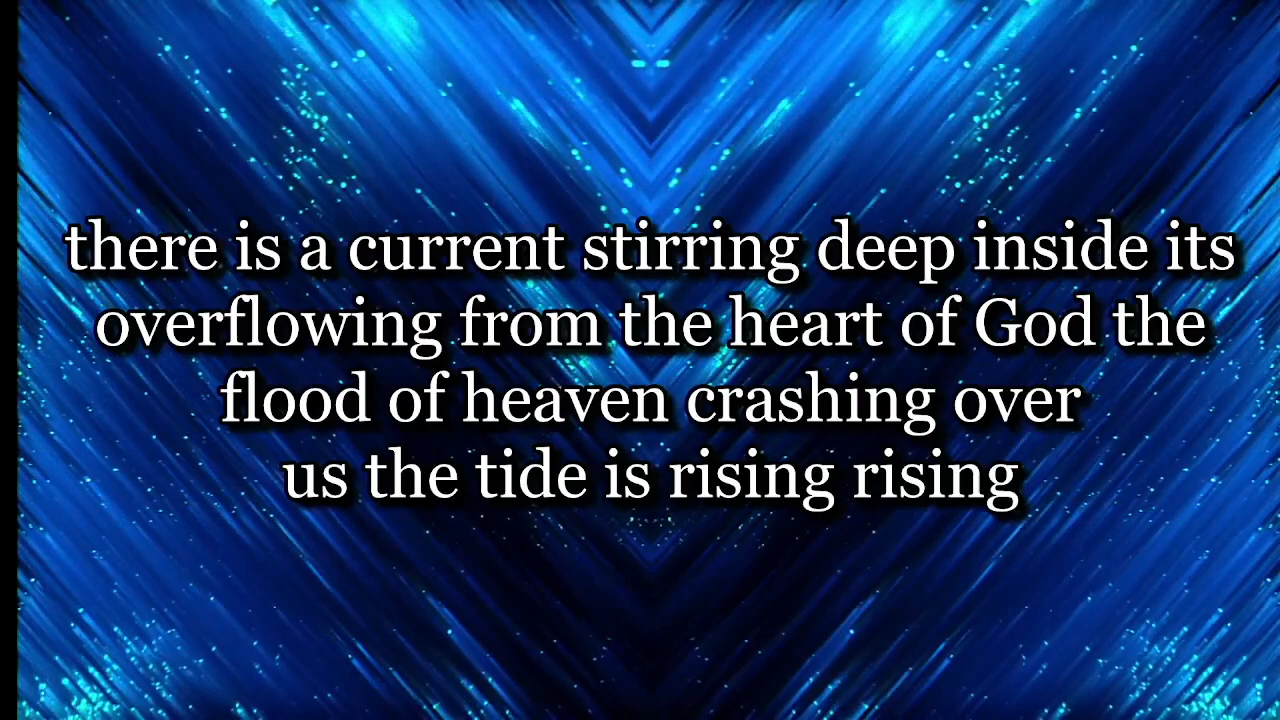 there is a current stirring deep inside its
overflowing from the heart of God the
flood of heaven crashing over
us the tide is rising rising